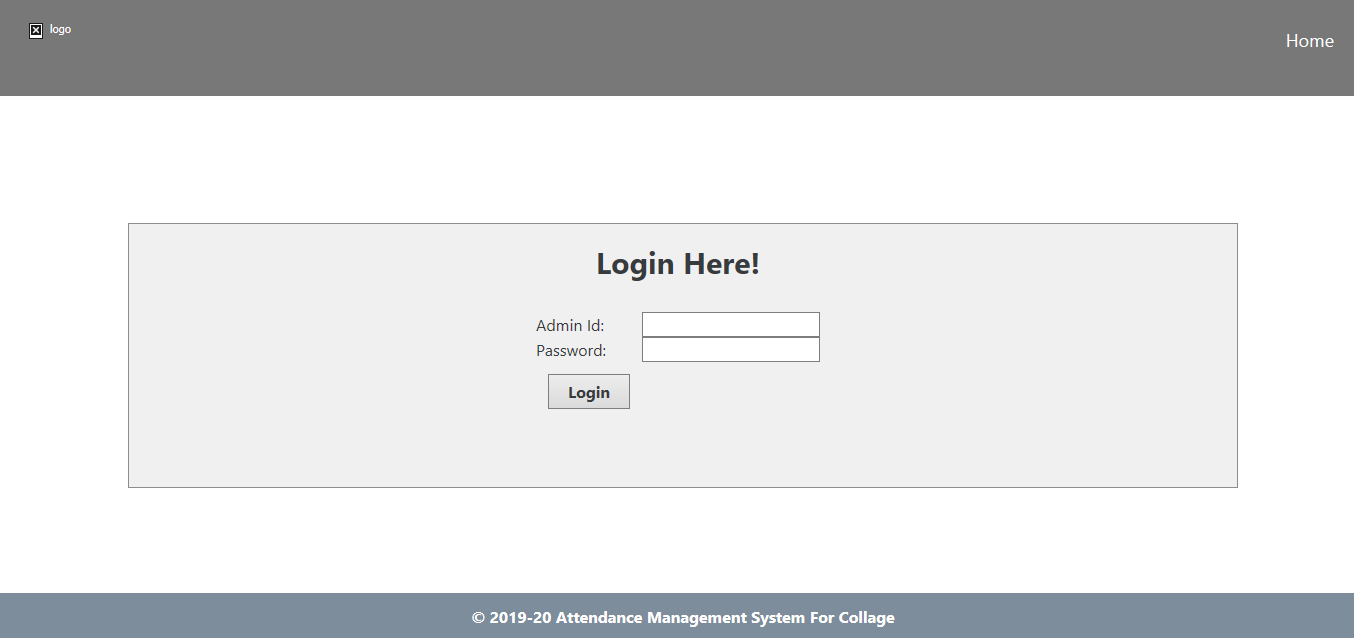 logo
Home
Login Here!
Admin Id:
Password:
Login
© 2019-20 Attendance Management System For Collage